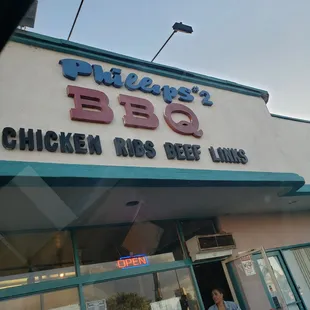 Phillips #2
BBQ
CHICKEN RIBS BEEF LINKS
OPEN